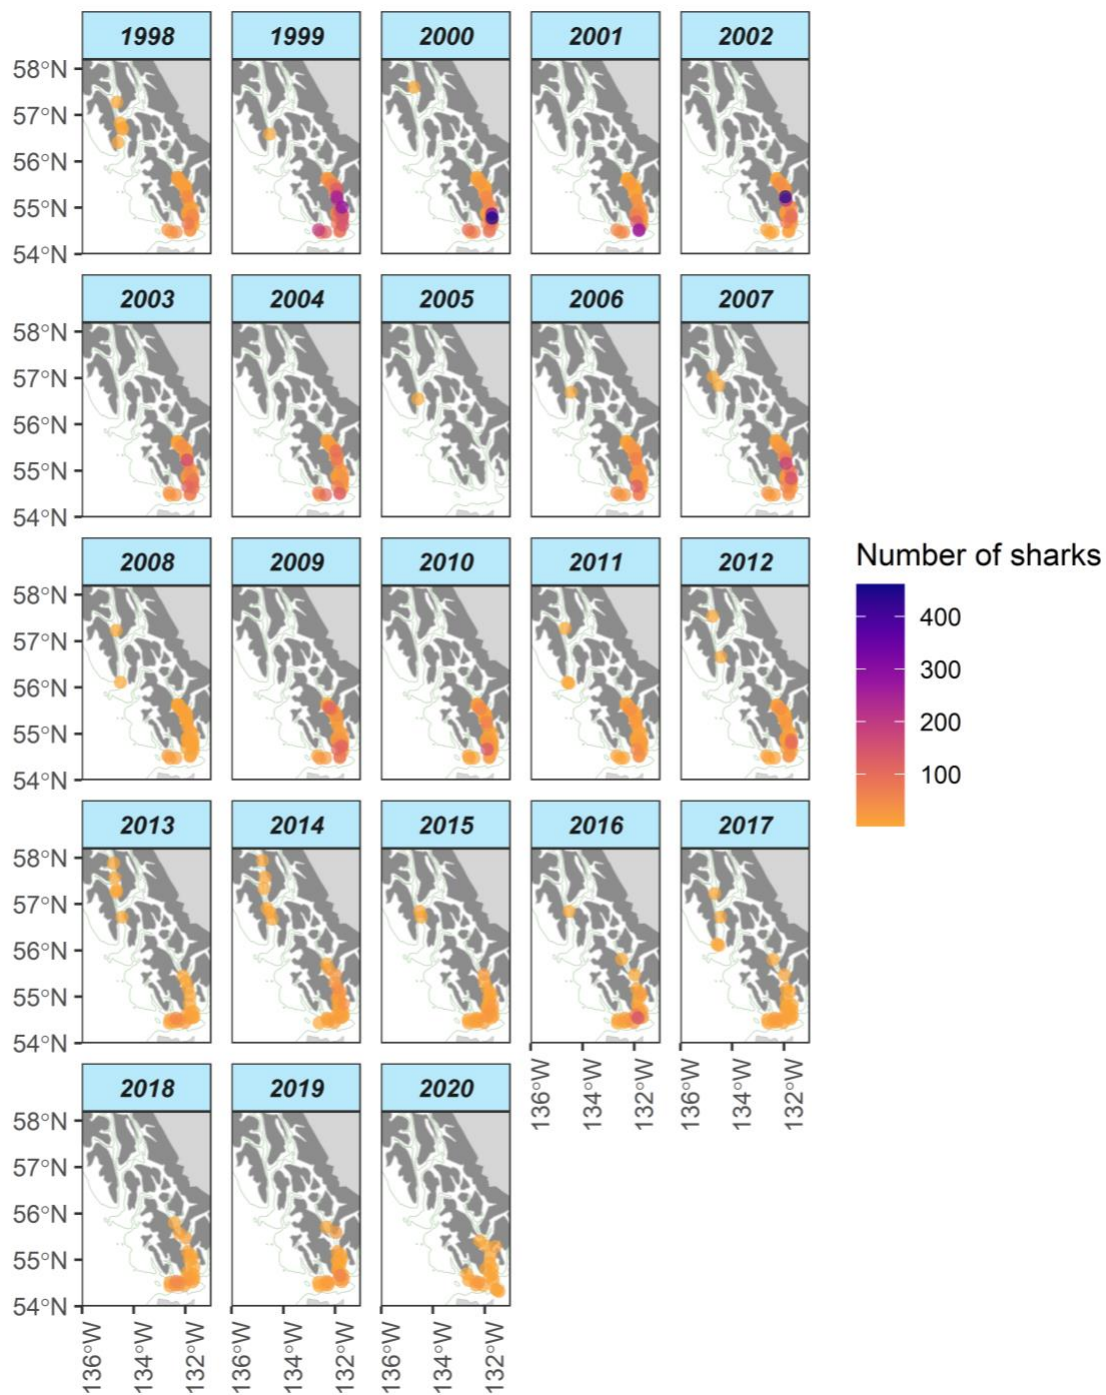 1998 1999 2000 2001 2002
58°N
57°N
56°N
55°N
54°N
2003 2004 2005 2006 2007
58°N
57°N
56°N
55°N
54°N
2008 2009 2010 2011 2012
58°N
57°N
56°N
55°N
54°N
Number of sharks
400
300
200
100
2013 2014 2015 2016 2017
58°N
57°N
56°N
55°N
54°N
136°W 134°W 132°W 136°W 134°W 132°W
2018 2019 2020
58°N
57°N
56°N
55°N
54°N
136°W 134°W 132°W 136°W 134°W 132°W 136°W 134°W 132°W